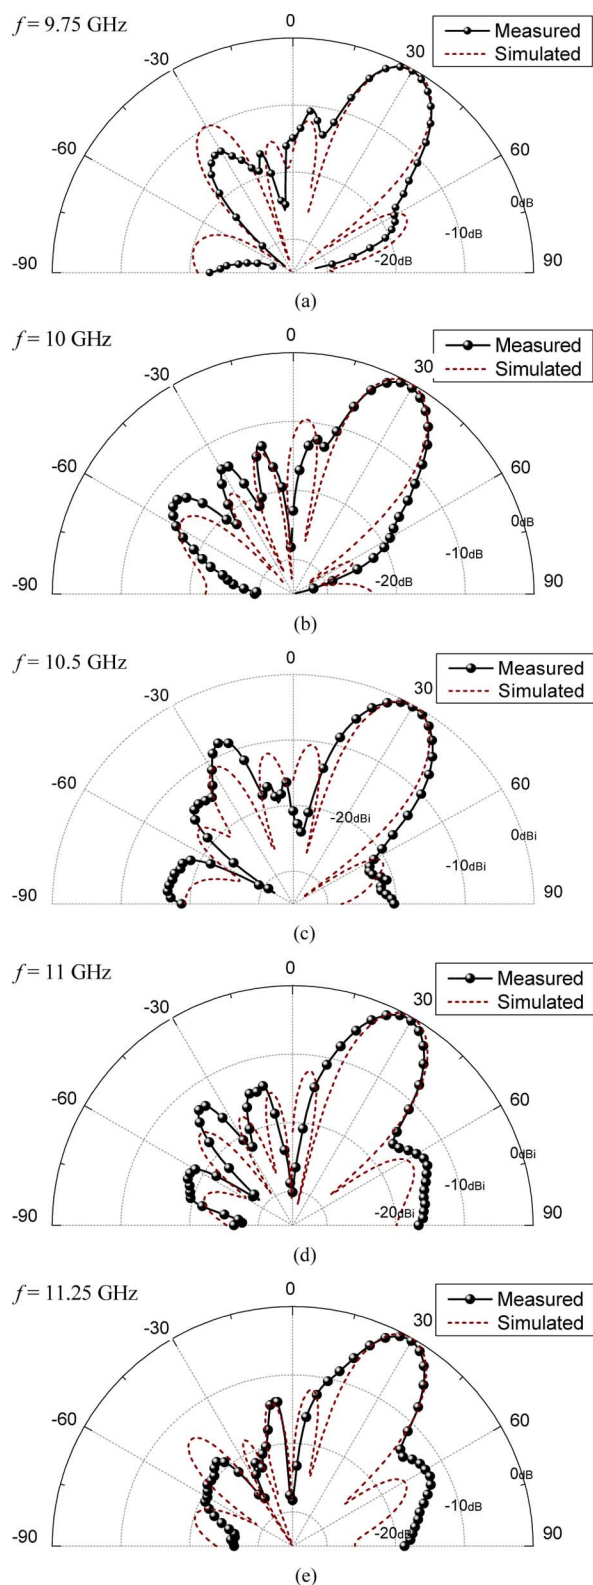 f = 9.75 GHz
0
Measured
Simulated
-30
30
-60
60
0dB
-10dB
-20dB
-90
90
(a)
f = 10 GHz
0
Measured
Simulated
-30
30
-60
60
0dB
-10dB
-20dB
-90
90
(b)
f = 10.5 GHz
0
Measured
Simulated
-30
30
-60
60
-20dBi
0dBi
-10dBi
-90
90
(c)
f = 11 GHz
0
Measured
Simulated
-30
30
-60
60
0dBi
-10dBi
-20dBi
-90
90
(d)
f = 11.25 GHz
0
Measured
Simulated
-30
30
-60
60
0dB
-10dB
-20dB
-90
90
(e)